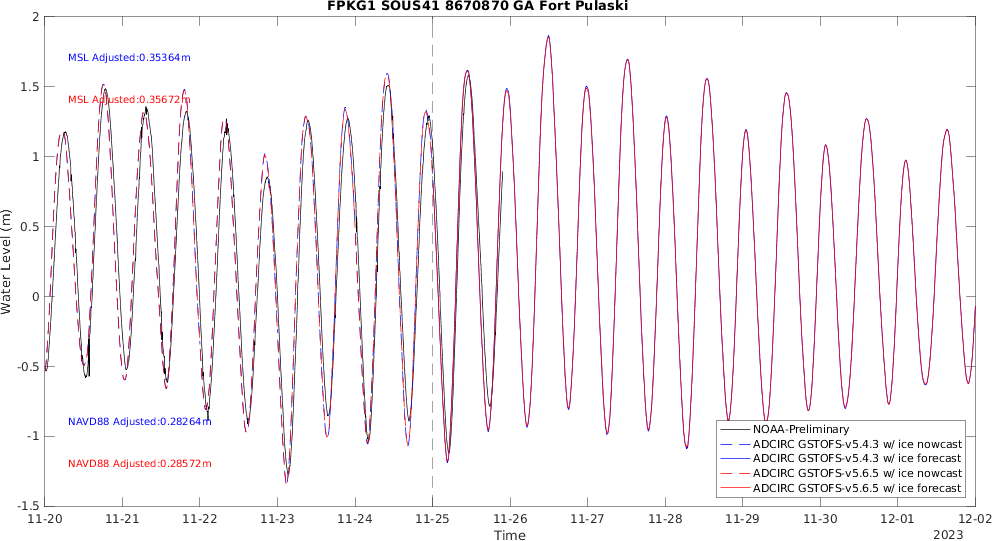 FPKG1 SOUS41 8670870 GA Fort Pulaski
2
1.5
1
0.5
0
-0.5
-1
-1.5
Water Level (m)
MSL Adjusted:0.35364m
MSL Adjusted:0.35672m
NAVD88 Adjusted:0.28264m
NAVD88 Adjusted:0.28572m
NOAA-Preliminary
ADCIRC GSTOFS-v5.4.3 w/ ice nowcast
ADCIRC GSTOFS-v5.4.3 w/ ice forecast
ADCIRC GSTOFS-v5.6.5 w/ ice nowcast
ADCIRC GSTOFS-v5.6.5 w/ ice forecast
11-20 11-21 11-22 11-23 11-24 11-25 11-26 11-27 11-28 11-29 11-30 12-01 12-02
Time
2023